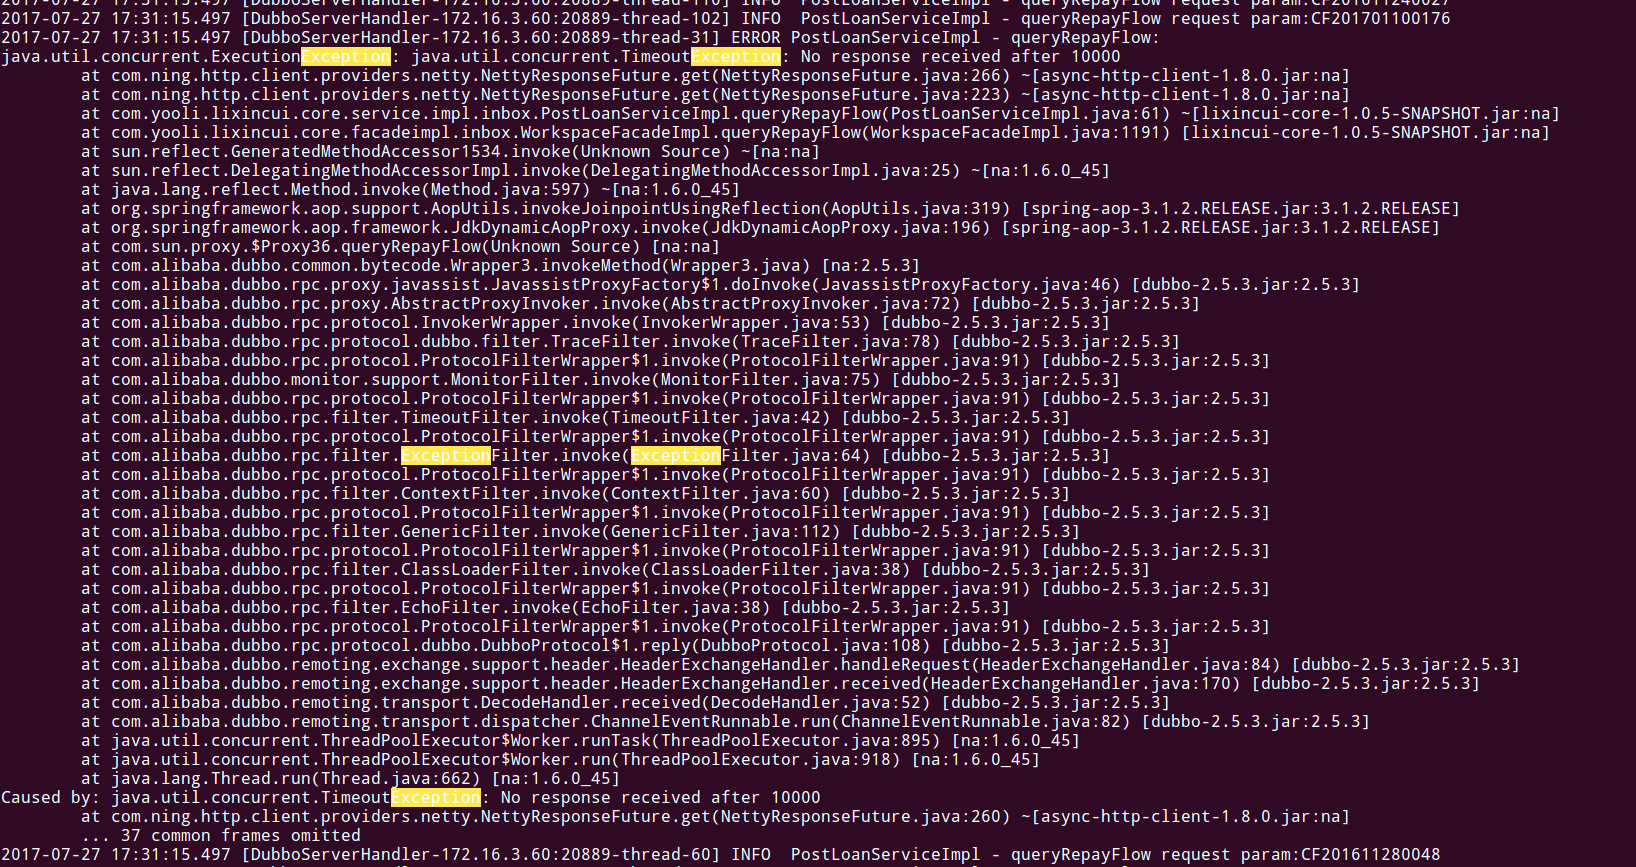 2017-07-27 17:31:15.497 [DubboServerHandler-172.16.3.60:20889-thread-110] INFO  PostLoanServiceImpl - queryRepayFlow request param:CF201611240027
2017-07-27 17:31:15.497 [DubboServerHandler-172.16.3.60:20889-thread-102] INFO  PostLoanServiceImpl - queryRepayFlow request param:CF201701100176
2017-07-27 17:31:15.497 [DubboServerHandler-172.16.3.60:20889-thread-31] ERROR PostLoanServiceImpl - queryRepayFlow:
java.util.concurrent.ExecutionException: java.util.concurrent.TimeoutException: No response received after 10000
at com.ning.http.client.providers.netty.NettyResponseFuture.get(NettyResponseFuture.java:266) ~[async-http-client-1.8.0.jar:na]
at com.ning.http.client.providers.netty.NettyResponseFuture.get(NettyResponseFuture.java:223) ~[async-http-client-1.8.0.jar:na]
at com.yooli.lixincui.core.service.impl.inbox.PostLoanServiceImpl.queryRepayFlow(PostLoanServiceImpl.java:61) ~[lixincui-core-1.0.5-SNAPSHOT.jar:na]
at com.yooli.lixincui.core.facadeimpl.inbox.WorkspaceFacadeImpl.queryRepayFlow(WorkspaceFacadeImpl.java:1191) [lixincui-core-1.0.5-SNAPSHOT.jar:na]
at sun.reflect.GeneratedMethodAccessor1534.invoke(Unknown Source) ~[na:na]
at sun.reflect.DelegatingMethodAccessorImpl.invoke(DelegatingMethodAccessorImpl.java:25) ~[na:1.6.0_45]
at java.lang.reflect.Method.invoke(Method.java:597) ~[na:1.6.0_45]
at org.springframework.aop.support.AopUtils.invokeJoinpointUsingReflection(AopUtils.java:319) [spring-aop-3.1.2.RELEASE.jar:3.1.2.RELEASE]
at org.springframework.aop.framework.JdkDynamicAopProxy.invoke(JdkDynamicAopProxy.java:196) [spring-aop-3.1.2.RELEASE.jar:3.1.2.RELEASE]
at com.sun.proxy.$Proxy36.queryRepayFlow(Unknown Source) [na:na]
at com.alibaba.dubbo.common.bytecode.Wrapper3.invokeMethod(Wrapper3.java) [na:2.5.3]
at com.alibaba.dubbo.rpc.proxy.javassist.JavassistProxyFactory$1.doInvoke(JavassistProxyFactory.java:46) [dubbo-2.5.3.jar:2.5.3]
at com.alibaba.dubbo.rpc.proxy.AbstractProxyInvoker.invoke(AbstractProxyInvoker.java:72) [dubbo-2.5.3.jar:2.5.3]
at com.alibaba.dubbo.rpc.protocol.InvokerWrapper.invoke(InvokerWrapper.java:53) [dubbo-2.5.3.jar:2.5.3]
at com.alibaba.dubbo.rpc.protocol.dubbo.filter.TraceFilter.invoke(TraceFilter.java:78) [dubbo-2.5.3.jar:2.5.3]
at com.alibaba.dubbo.rpc.protocol.ProtocolFilterWrapper$1.invoke(ProtocolFilterWrapper.java:91) [dubbo-2.5.3.jar:2.5.3]
at com.alibaba.dubbo.monitor.support.MonitorFilter.invoke(MonitorFilter.java:75) [dubbo-2.5.3.jar:2.5.3]
at com.alibaba.dubbo.rpc.protocol.ProtocolFilterWrapper$1.invoke(ProtocolFilterWrapper.java:91) [dubbo-2.5.3.jar:2.5.3]
at com.alibaba.dubbo.rpc.filter.TimeoutFilter.invoke(TimeoutFilter.java:42) [dubbo-2.5.3.jar:2.5.3]
at com.alibaba.dubbo.rpc.protocol.ProtocolFilterWrapper$1.invoke(ProtocolFilterWrapper.java:91) [dubbo-2.5.3.jar:2.5.3]
at com.alibaba.dubbo.rpc.filter.ExceptionFilter.invoke(ExceptionFilter.java:64) [dubbo-2.5.3.jar:2.5.3]
at com.alibaba.dubbo.rpc.protocol.ProtocolFilterWrapper$1.invoke(ProtocolFilterWrapper.java:91) [dubbo-2.5.3.jar:2.5.3]
at com.alibaba.dubbo.rpc.filter.ContextFilter.invoke(ContextFilter.java:60) [dubbo-2.5.3.jar:2.5.3]
at com.alibaba.dubbo.rpc.protocol.ProtocolFilterWrapper$1.invoke(ProtocolFilterWrapper.java:91) [dubbo-2.5.3.jar:2.5.3]
at com.alibaba.dubbo.rpc.filter.GenericFilter.invoke(GenericFilter.java:112) [dubbo-2.5.3.jar:2.5.3]
at com.alibaba.dubbo.rpc.protocol.ProtocolFilterWrapper$1.invoke(ProtocolFilterWrapper.java:91) [dubbo-2.5.3.jar:2.5.3]
at com.alibaba.dubbo.rpc.filter.ClassLoaderFilter.invoke(ClassLoaderFilter.java:38) [dubbo-2.5.3.jar:2.5.3]
at com.alibaba.dubbo.rpc.protocol.ProtocolFilterWrapper$1.invoke(ProtocolFilterWrapper.java:91) [dubbo-2.5.3.jar:2.5.3]
at com.alibaba.dubbo.rpc.filter.EchoFilter.invoke(EchoFilter.java:38) [dubbo-2.5.3.jar:2.5.3]
at com.alibaba.dubbo.rpc.protocol.ProtocolFilterWrapper$1.invoke(ProtocolFilterWrapper.java:91) [dubbo-2.5.3.jar:2.5.3]
at com.alibaba.dubbo.rpc.protocol.dubbo.DubboProtocol$1.reply(DubboProtocol.java:108) [dubbo-2.5.3.jar:2.5.3]
at com.alibaba.dubbo.remoting.exchange.support.header.HeaderExchangeHandler.handleRequest(HeaderExchangeHandler.java:84) [dubbo-2.5.3.jar:2.5.3]
at com.alibaba.dubbo.remoting.exchange.support.header.HeaderExchangeHandler.received(HeaderExchangeHandler.java:170) [dubbo-2.5.3.jar:2.5.3]
at com.alibaba.dubbo.remoting.transport.DecodeHandler.received(DecodeHandler.java:52) [dubbo-2.5.3.jar:2.5.3]
at com.alibaba.dubbo.remoting.transport.dispatcher.ChannelEventRunnable.run(ChannelEventRunnable.java:82) [dubbo-2.5.3.jar:2.5.3]
at java.util.concurrent.ThreadPoolExecutor$Worker.runTask(ThreadPoolExecutor.java:895) [na:1.6.0_45]
at java.util.concurrent.ThreadPoolExecutor$Worker.run(ThreadPoolExecutor.java:918) [na:1.6.0_45]
at java.lang.Thread.run(Thread.java:662) [na:1.6.0_45]
Caused by: java.util.concurrent.TimeoutException: No response received after 10000
at com.ning.http.client.providers.netty.NettyResponseFuture.get(NettyResponseFuture.java:260) ~[async-http-client-1.8.0.jar:na]
... 37 common frames omitted
2017-07-27 17:31:15.497 [DubboServerHandler-172.16.3.60:20889-thread-60] INFO  PostLoanServiceImpl - queryRepayFlow request param:CF201611280048